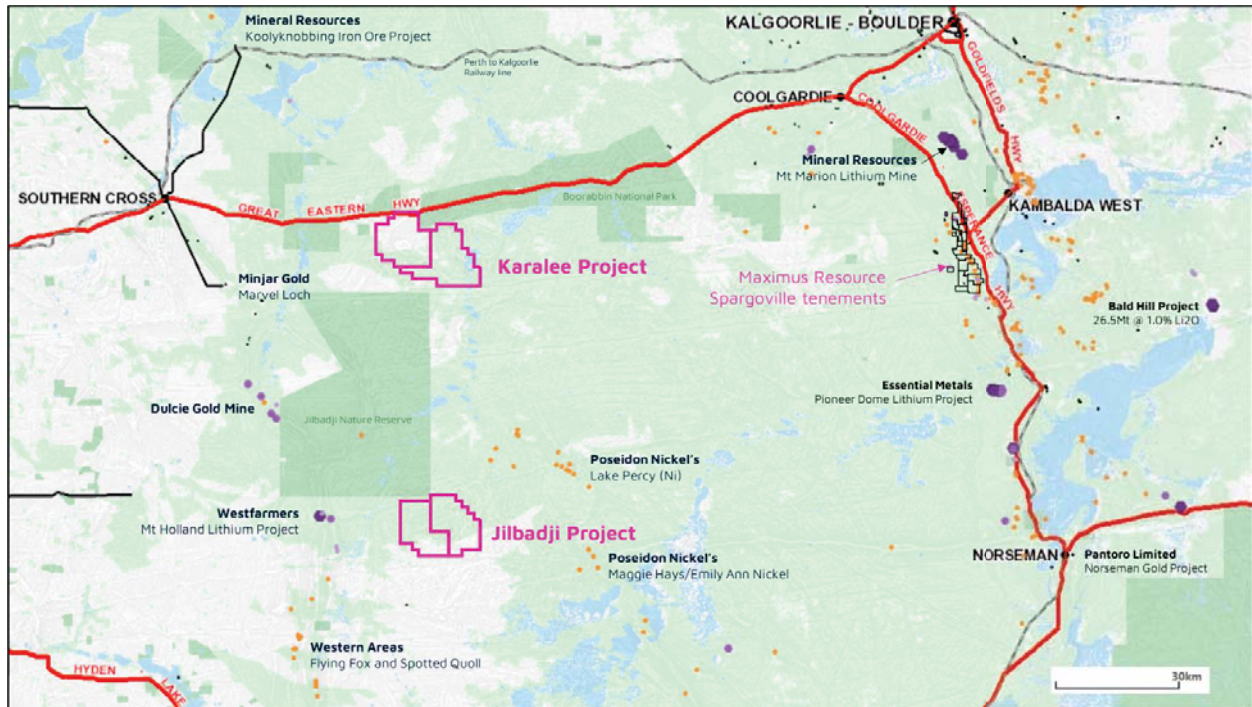 Mineral Resources
Koolyknobbing Iron Ore Project
KALGOORLIE - BOULDER
Perth to Kalgoorlie
Railway line
GOLDFIELDS
HWY
COOLGARDIE
COOLGARDIE
Mineral Resources
Mt Marion Lithium Mine
SOUTHERN CROSS
Boorabbin National Park
GREAT EASTERN HWY
ESPERANCE
HWY
KAMBALDA WEST
Karalee Project
Maximus Resource
Spargoville tenements
Minjar Gold
Marvel Loch
Bald Hill Project
26.5Mt @ 1.0% Li2O
Essential Metals
Pioneer Dome Lithium Project
Dulcie Gold Mine
Jilbadji Nature Reserve
Poseidon Nickel's
Lake Percy (Ni)
Westfarmers
Mt Holland Lithium Project
Jilbadji Project
Poseidon Nickel's
Maggie Hays/Emily Ann Nickel
NORSEMAN
Pantoro Limited
Norseman Gold Project
Western Areas
Flying Fox and Spotted Quoll
HYDEN
LAKE
30km